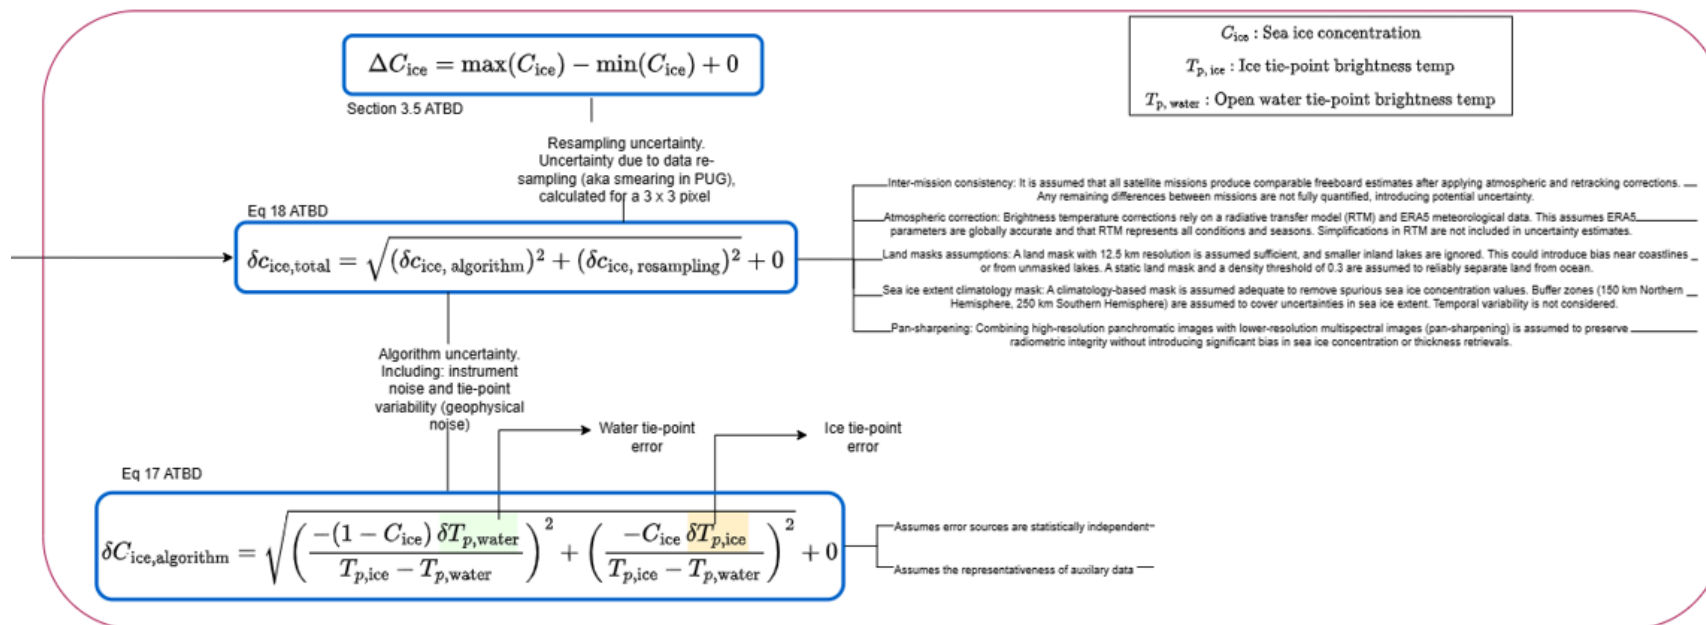 ΔC_ice = max(C_ice) − min(C_ice) + 0
Section 3.5 ATBD
C_ice : Sea ice concentration
T_p, ice : Ice tie-point brightness temp
T_p, water : Open water tie-point brightness temp
Resampling uncertainty.
Uncertainty due to data re-
sampling (aka smearing in PUG),
calculated for a 3 x 3 pixel
Eq 18 ATBD
δc_ice,total = √((δc_ice, algorithm)² + (δc_ice, resampling)²) + 0
Inter-mission consistency: It is assumed that all satellite missions produce comparable freeboard estimates after applying atmospheric and retracking corrections.
Any remaining differences between missions are not fully quantified, introducing potential uncertainty.
Atmospheric correction: Brightness temperature corrections rely on a radiative transfer model (RTM) and ERA5 meteorological data. This assumes ERA5
parameters are globally accurate and that RTM represents all conditions and seasons. Simplifications in RTM are not included in uncertainty estimates.
Land masks assumptions: A land mask with 12.5 km resolution is assumed sufficient, and smaller inland lakes are ignored. This could introduce bias near coastlines
or from unmasked lakes. A static land mask and a density threshold of 0.3 are assumed to reliably separate land from ocean.
Sea ice extent climatology mask: A climatology-based mask is assumed adequate to remove spurious sea ice concentration values. Buffer zones (150 km Northern
Hemisphere, 250 km Southern Hemisphere) are assumed to cover uncertainties in sea ice extent. Temporal variability is not considered.
Pan-sharpening: Combining high-resolution panchromatic images with lower-resolution multispectral images (pan-sharpening) is assumed to preserve
radiometric integrity without introducing significant bias in sea ice concentration or thickness retrievals.
Algorithm uncertainty.
Including: instrument
noise and tie-point
variability (geophysical
noise)
Water tie-point
error
Ice tie-point
error
Eq 17 ATBD
δC_ice,algorithm = √((−(1 − C_ice) δT_p,water / (T_p,ice − T_p,water))² + (−C_ice δT_p,ice / (T_p,ice − T_p,water))²) + 0
Assumes error sources are statistically independent
Assumes the representativeness of auxilary data